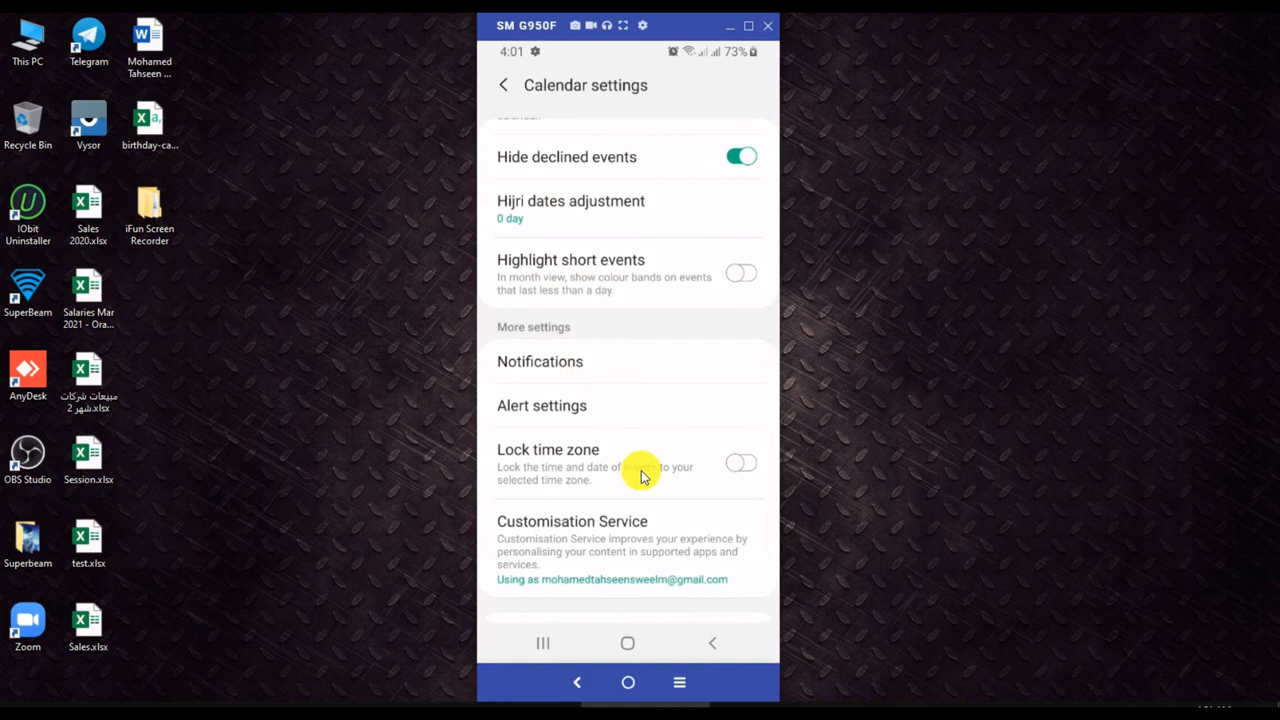 This PC
Telegram
Mohamed
Tahseen ...
Recycle Bin
Vysor
birthday-ca...
IObit
Uninstaller
Sales
2020.xlsx
iFun Screen
Recorder
SuperBeam
Salaries Mar
2021 - Ora...
AnyDesk
مبيعات شركات
شهر 2.xlsx
OBS Studio
Session.xlsx
Superbeam
test.xlsx
Zoom
Sales.xlsx
SM G950F
4:01
73%
Calendar settings
calendar.
Hide declined events
Hijri dates adjustment
0 day
Highlight short events
In month view, show colour bands on events
that last less than a day.
More settings
Notifications
Alert settings
Lock time zone
Lock the time and date of events to your
selected time zone.
Customisation Service
Customisation Service improves your experience by
personalising your content in supported apps and
services.
Using as mohamedtahseensweelm@gmail.com